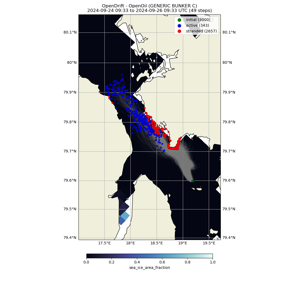 OpenDrift - OpenOil (GENERIC BUNKER C)
2024-09-24 09:33 to 2024-09-26 09:33 UTC (49 steps)
initial (3000)
active (343)
stranded (2657)
80.1°N 80.1°N
80°N 80°N
79.9°N 79.9°N
79.8°N 79.8°N
79.7°N 79.7°N
79.6°N 79.6°N
79.5°N 79.5°N
79.4°N 79.4°N
17.5°E 18°E 18.5°E 19°E 19.5°E
0.0 0.2 0.4 0.6 0.8 1.0
sea_ice_area_fraction